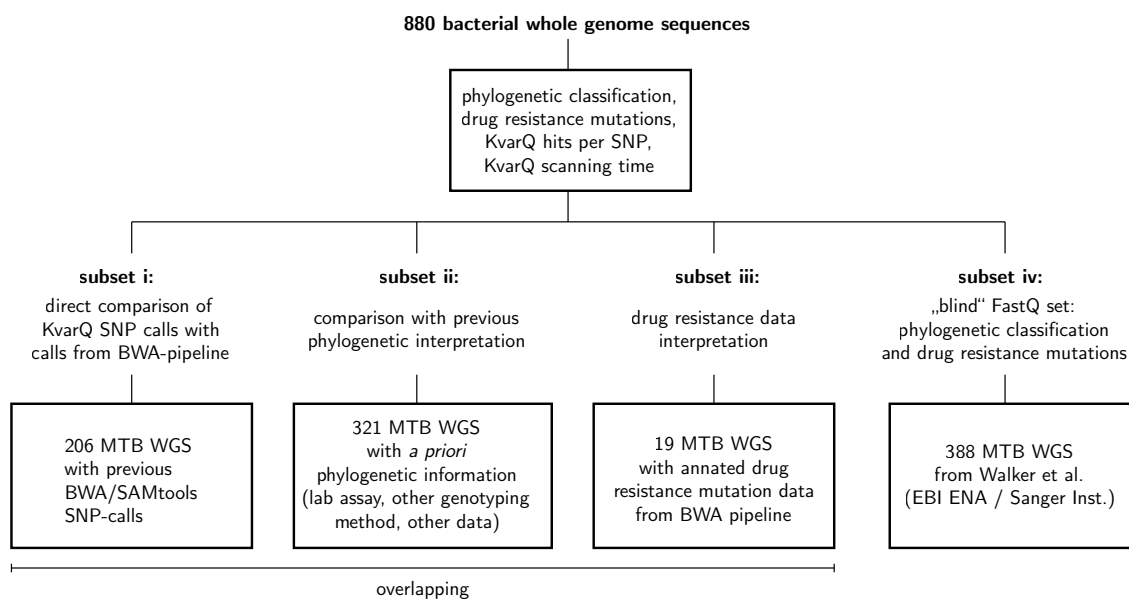 880 bacterial whole genome sequences
phylogenetic classification,
drug resistance mutations,
KvarQ hits per SNP,
KvarQ scanning time
subset i:
direct comparison of
KvarQ SNP calls with
calls from BWA-pipeline
subset ii:
comparison with previous
phylogenetic interpretation
subset iii:
drug resistance data
interpretation
subset iv:
„blind“ FastQ set:
phylogenetic classification
and drug resistance mutations
206 MTB WGS
with previous
BWA/SAMtools
SNP-calls
321 MTB WGS
with a priori
phylogenetic information
(lab assay, other genotyping
method, other data)
19 MTB WGS
with annated drug
resistance mutation data
from BWA pipeline
388 MTB WGS
from Walker et al.
(EBI ENA / Sanger Inst.)
overlapping